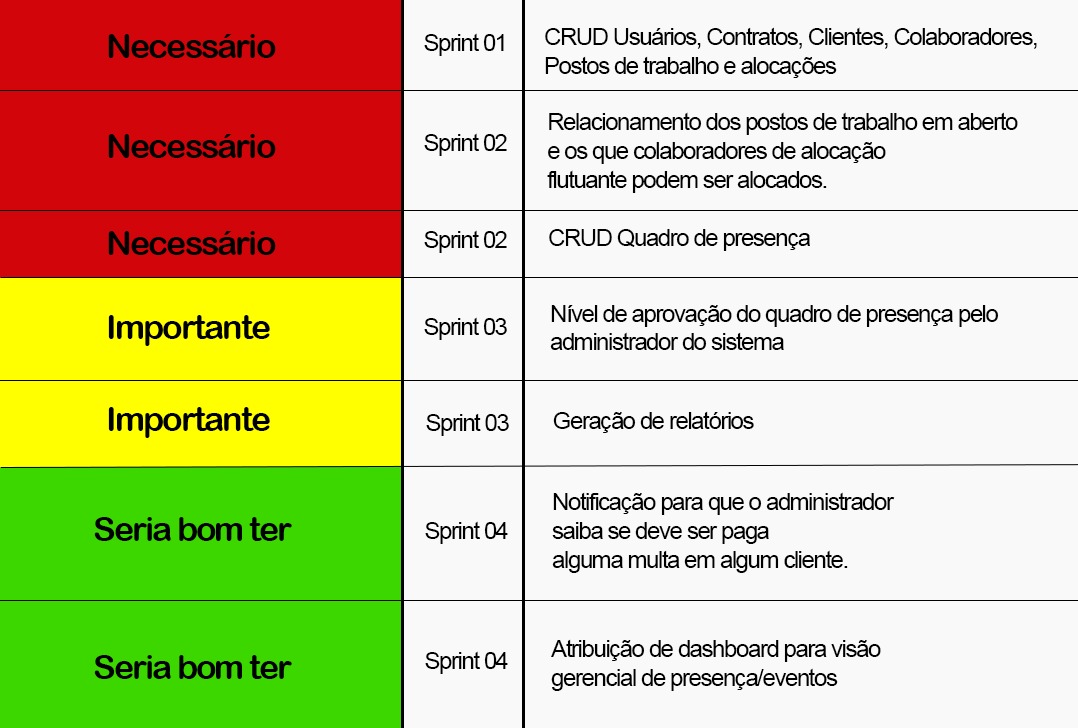 Necessário
Sprint 01
CRUD Usuários, Contratos, Clientes, Colaboradores,
Postos de trabalho e alocações
Necessário
Sprint 02
Relacionamento dos postos de trabalho em aberto
e os que colaboradores de alocação
flutuante podem ser alocados.
Necessário
Sprint 02
CRUD Quadro de presença
Importante
Sprint 03
Nível de aprovação do quadro de presença pelo
administrador do sistema
Importante
Sprint 03
Geração de relatórios
Seria bom ter
Sprint 04
Notificação para que o administrador
saiba se deve ser paga
alguma multa em algum cliente.
Seria bom ter
Sprint 04
Atribuição de dashboard para visão
gerencial de presença/eventos